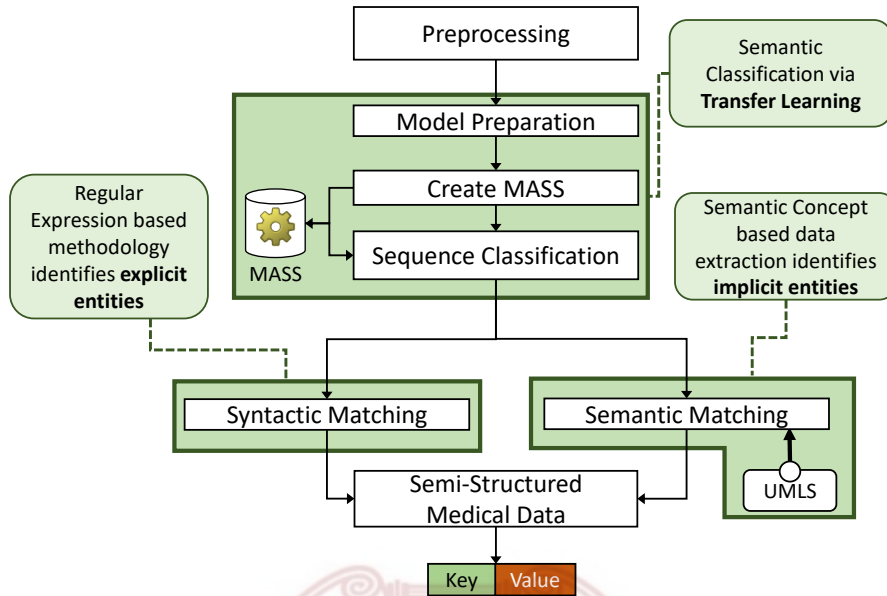 Preprocessing
Semantic
Classification via
Transfer Learning
Model Preparation
Create MASS
Sequence Classification
MASS
Regular
Expression based
methodology
identifies explicit
entities
Semantic Concept
based data
extraction identifies
implicit entities
Syntactic Matching
Semantic Matching
UMLS
Semi-Structured
Medical Data
Key Value